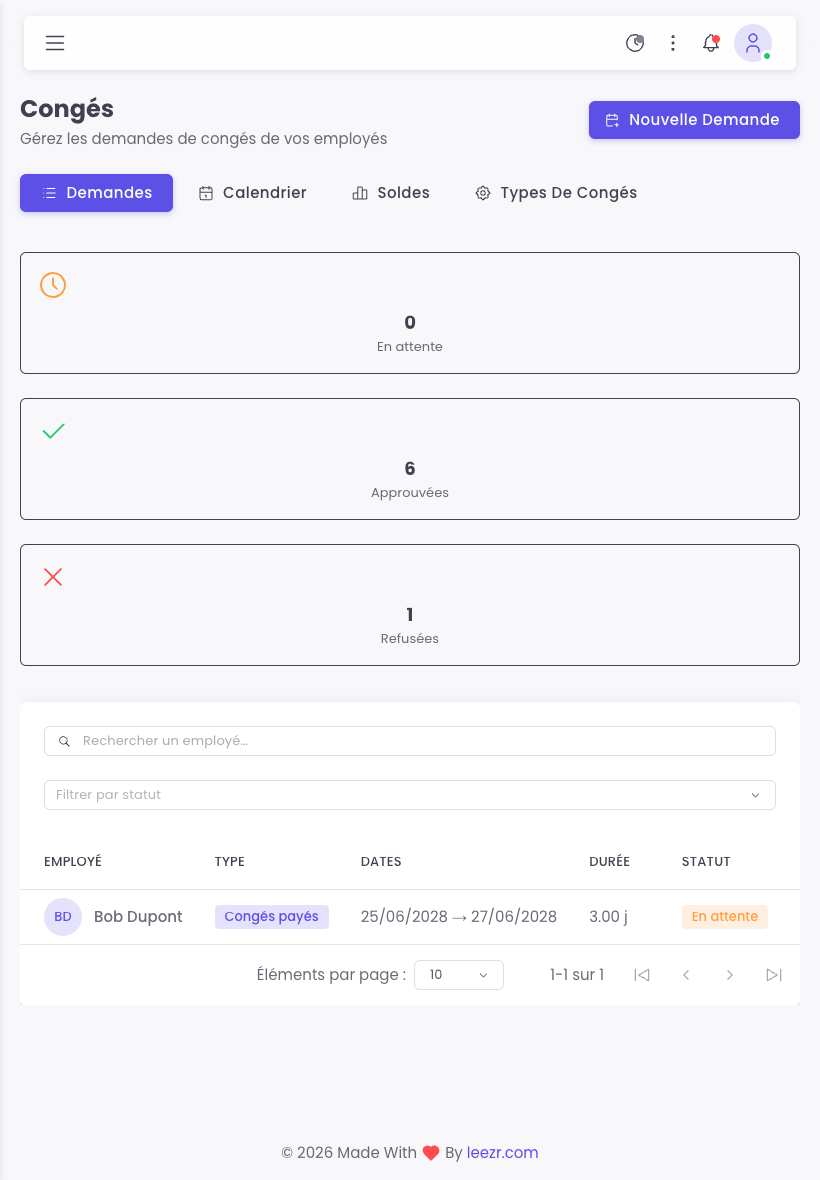 Congés
Gérez les demandes de congés de vos employés
Nouvelle Demande
Demandes
Calendrier
Soldes
Types De Congés
0
En attente
6
Approuvées
1
Refusées
Rechercher un employé...
Filtrer par statut
EMPLOYÉ TYPE DATES DURÉE STATUT
BD Bob Dupont Congés payés 25/06/2028 → 27/06/2028 3.00 j En attente
Éléments par page : 10 1-1 sur 1
© 2026 Made With ❤ By leezr.com